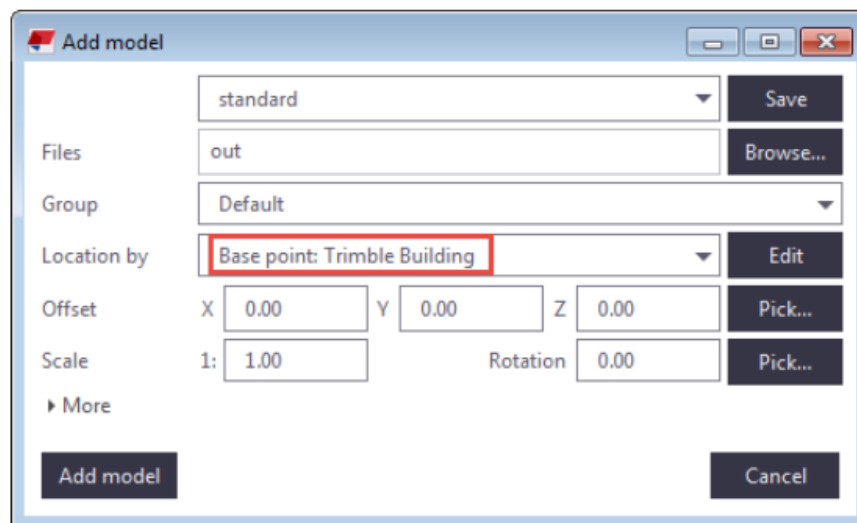 Add model
standard Save
Files out Browse...
Group Default
Location by Base point: Trimble Building Edit
Offset X 0.00 Y 0.00 Z 0.00 Pick...
Scale 1: 1.00 Rotation 0.00 Pick...
More
Add model Cancel